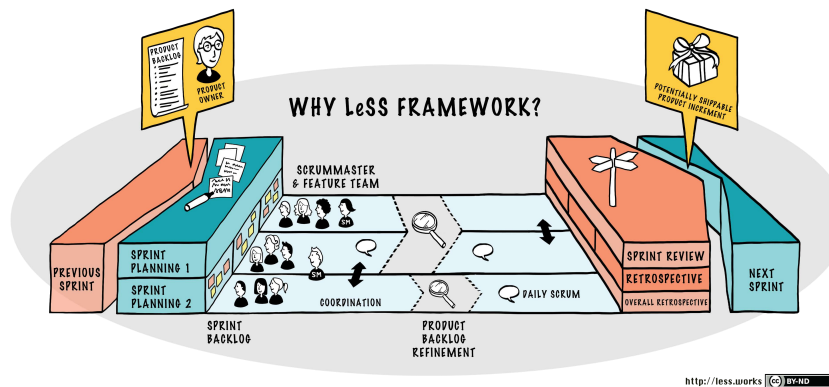 PRODUCT
BACKLOG
PRODUCT
OWNER
POTENTIALLY SHIPPABLE
PRODUCT INCREMENT
WHY LeSS FRAMEWORK?
SCRUMMASTER
& FEATURE TEAM
SM
SM
PREVIOUS
SPRINT
SPRINT
PLANNING 1
SPRINT
PLANNING 2
SPRINT REVIEW
RETROSPECTIVE
OVERALL RETROSPECTIVE
NEXT
SPRINT
COORDINATION
DAILY SCRUM
SPRINT
BACKLOG
PRODUCT
BACKLOG
REFINEMENT
http://less.works
cc BY-ND